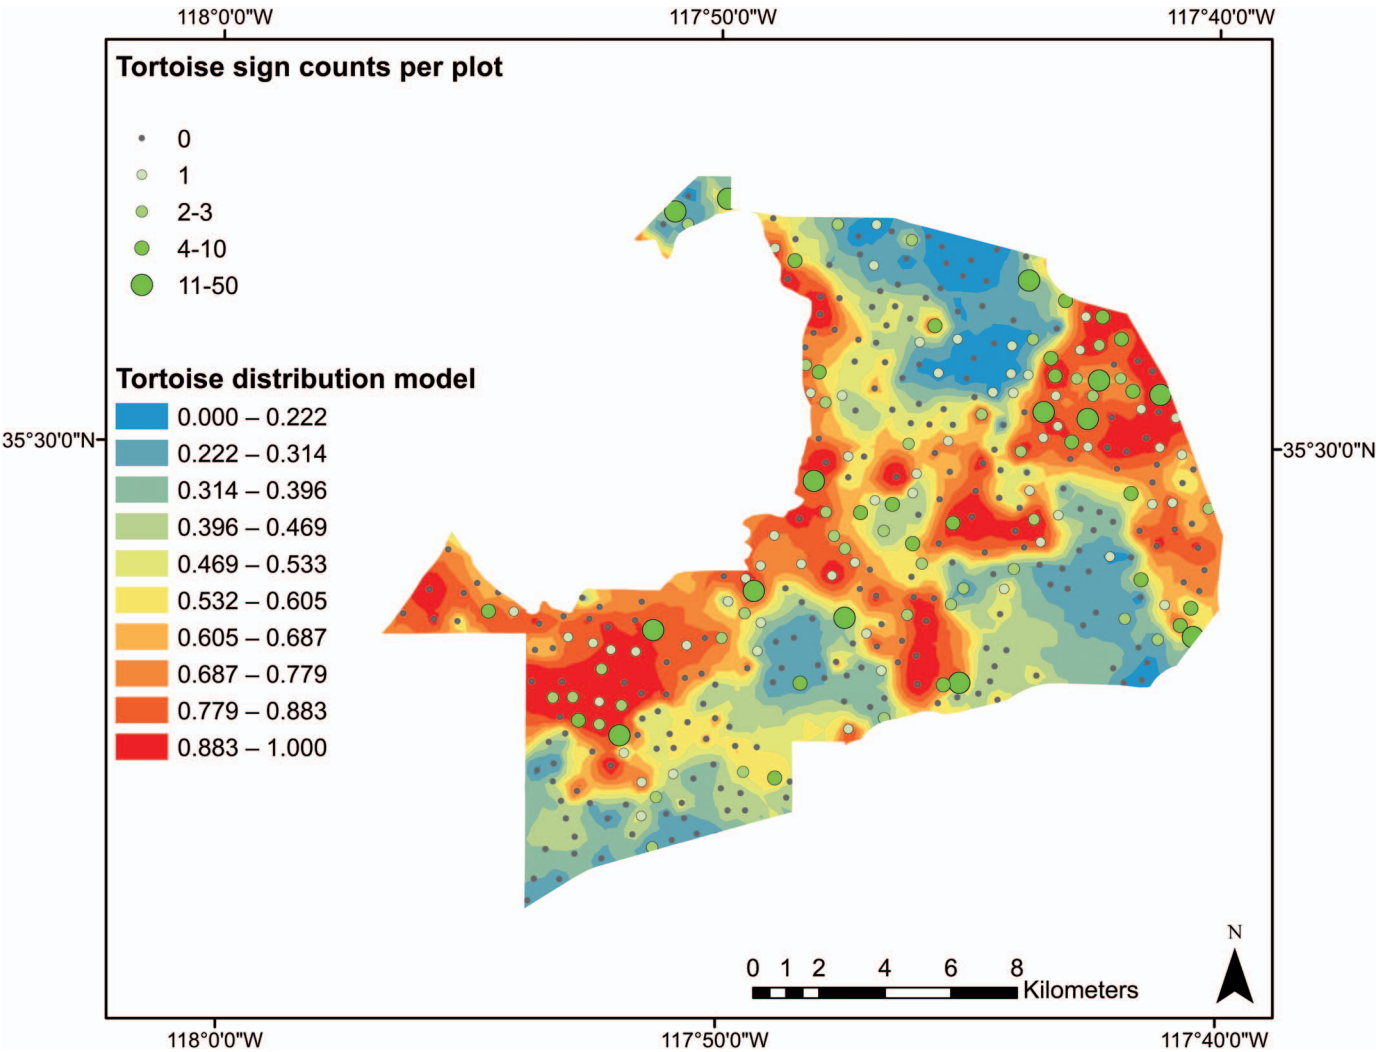 118°0'0"W 117°50'0"W 117°40'0"W
Tortoise sign counts per plot
0
1
2-3
4-10
11-50
Tortoise distribution model
0.000 – 0.222
35°30'0"N 0.222 – 0.314 35°30'0"N
0.314 – 0.396
0.396 – 0.469
0.469 – 0.533
0.532 – 0.605
0.605 – 0.687
0.687 – 0.779
0.779 – 0.883
0.883 – 1.000
N
0 1 2 4 6 8
Kilometers
118°0'0"W 117°50'0"W 117°40'0"W